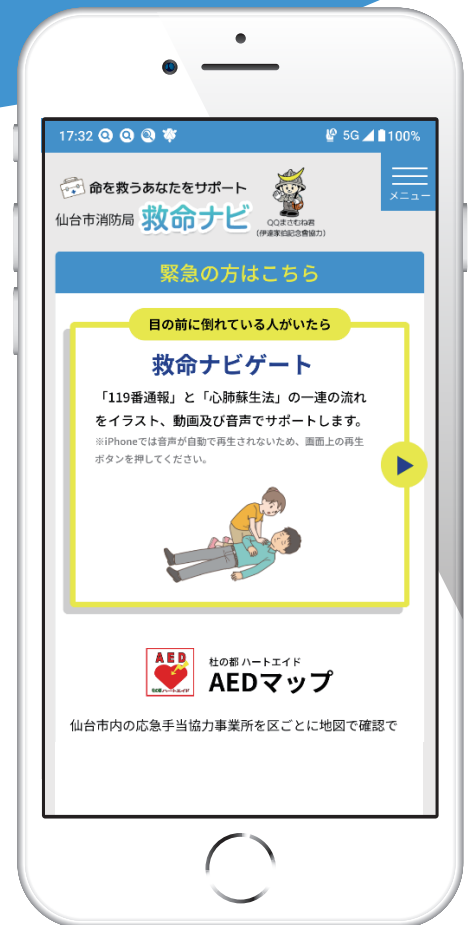 17:32
5G
100%
メニュー
命を救うあなたをサポート
仙台市消防局 救命ナビ
QQまさむね君
(伊達家伯記念會協力)
緊急の方はこちら
目の前に倒れている人がいたら
救命ナビゲート
「119番通報」と「心肺蘇生法」の一連の流れ
をイラスト、動画及び音声でサポートします。
※iPhoneでは音声が自動で再生されないため、画面上の再生
ボタンを押してください。
AED
杜の都 ハートエイド
AEDマップ
仙台市内の応急手当協力事業所を区ごとに地図で確認で